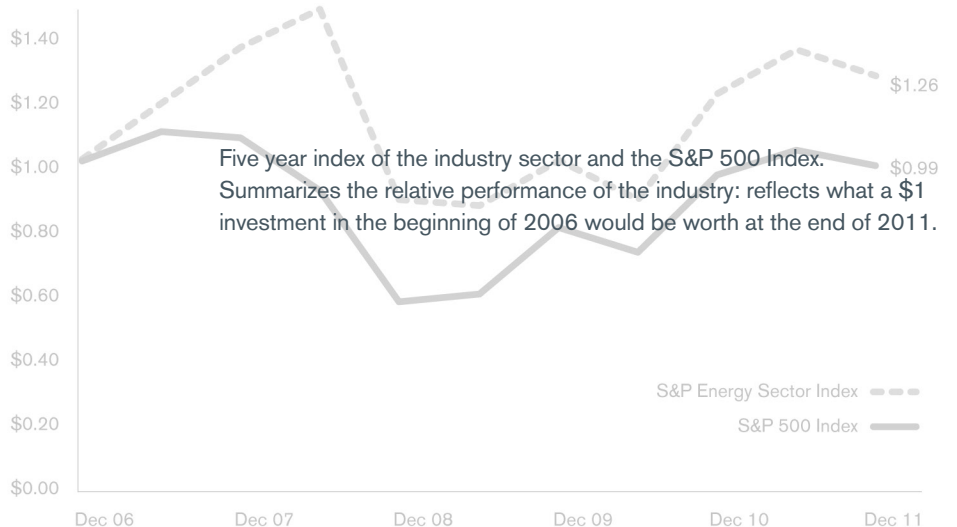 $1.40
$1.20
$1.26
$1.00
Five year index of the industry sector and the S&P 500 Index.
$0.99
Summarizes the relative performance of the industry: reflects what a $1
investment in the beginning of 2006 would be worth at the end of 2011.
$0.80
$0.60
$0.40
S&P Energy Sector Index
$0.20
S&P 500 Index
$0.00
Dec 06 Dec 07 Dec 08 Dec 09 Dec 10 Dec 11